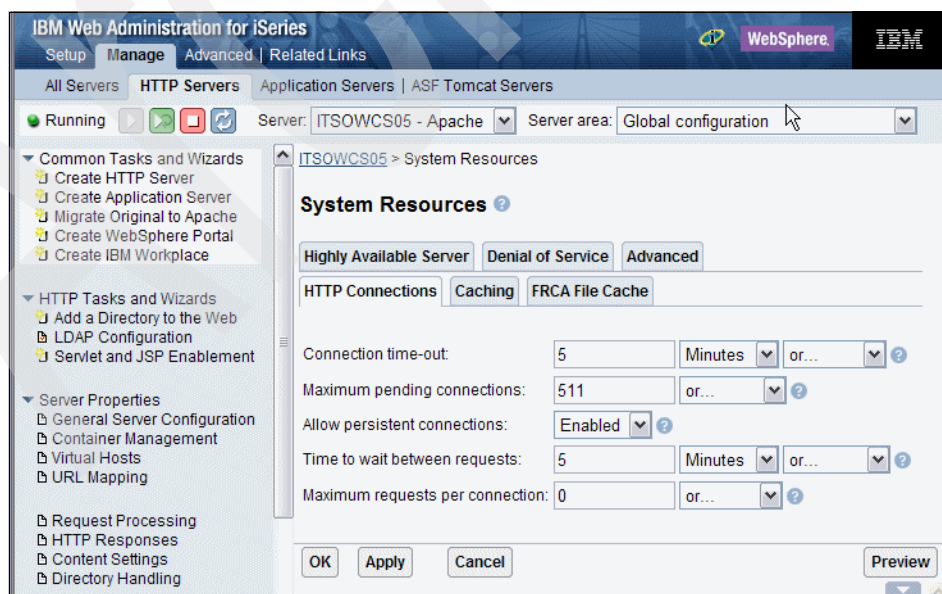 IBM Web Administration for iSeries
WebSphere. IBM
Setup Manage Advanced | Related Links
All Servers HTTP Servers Application Servers | ASF Tomcat Servers
Running Server: ITSOWCS05 - Apache Server area: Global configuration
Common Tasks and Wizards
Create HTTP Server
Create Application Server
Migrate Original to Apache
Create WebSphere Portal
Create IBM Workplace
HTTP Tasks and Wizards
Add a Directory to the Web
LDAP Configuration
Servlet and JSP Enablement
Server Properties
General Server Configuration
Container Management
Virtual Hosts
URL Mapping
Request Processing
HTTP Responses
Content Settings
Directory Handling
ITSOWCS05 > System Resources
System Resources ?
Highly Available Server Denial of Service Advanced
HTTP Connections Caching FRCA File Cache
Connection time-out: 5 Minutes or... ?
Maximum pending connections: 511 or... ?
Allow persistent connections: Enabled ?
Time to wait between requests: 5 Minutes or... ?
Maximum requests per connection: 0 or... ?
OK Apply Cancel Preview